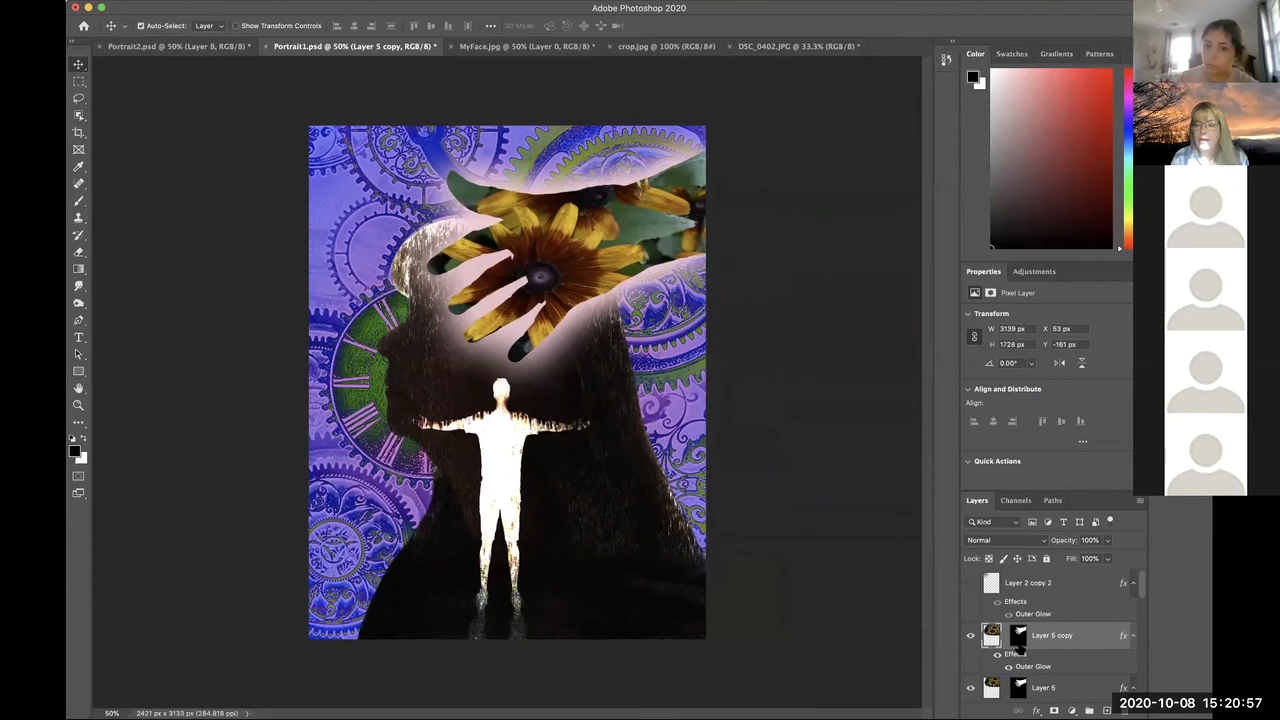 Adobe Photoshop 2020
Auto-Select: Layer Show Transform Controls 3D Mode:
Portrait2.psd @ 50% (Layer 8, RGB/8) * Portrait1.psd @ 50% (Layer 5 copy, RGB/8) * MyFace.jpg @ 50% (Layer 0, RGB/8) * crop.jpg @ 100% (RGB/8#) DSC_0402.JPG @ 33.3% (RGB/8) *
Color Swatches Gradients Patterns
Properties Adjustments
Pixel Layer
Transform
W 3139 px X 53 px
H 1728 px Y -161 px
0.00°
Align and Distribute
Align:
Quick Actions
Layers Channels Paths
Kind
Normal Opacity: 100%
Lock: Fill: 100%
Layer 2 copy 2 fx
Effects
Outer Glow
Layer 5 copy fx
Effects
Outer Glow
Layer 5 fx
2020-10-08 15:20:57
50% 2421 px x 3133 px (284.818 ppi)